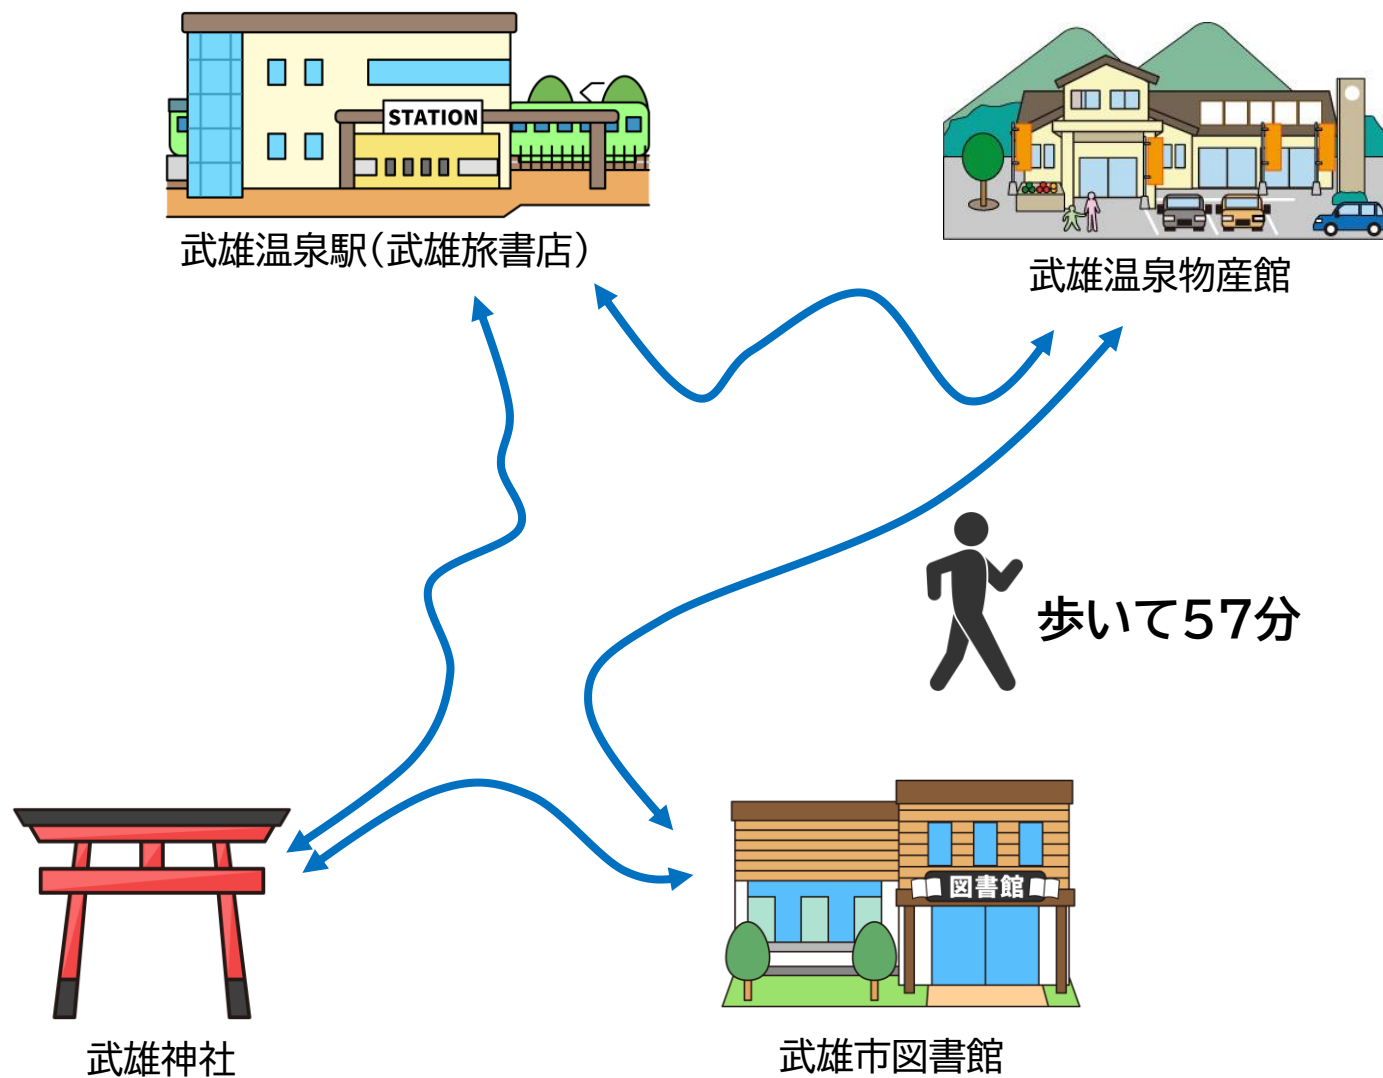 STATION
武雄温泉駅(武雄旅書店)
武雄温泉物産館
歩いて57分
図書館
武雄神社
武雄市図書館